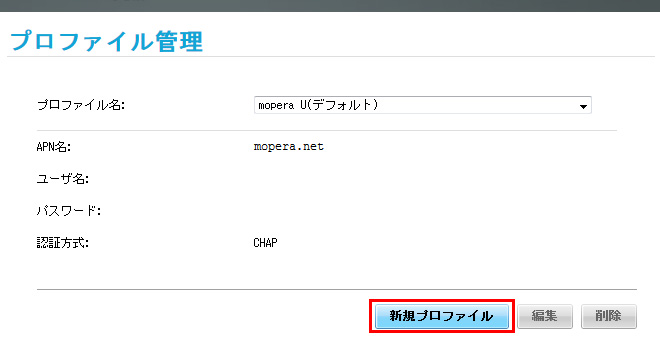 プロファイル管理
プロファイル名: mopera U(デフォルト)
APN名: mopera.net
ユーザ名:
パスワード:
認証方式: CHAP
新規プロファイル 編集 削除